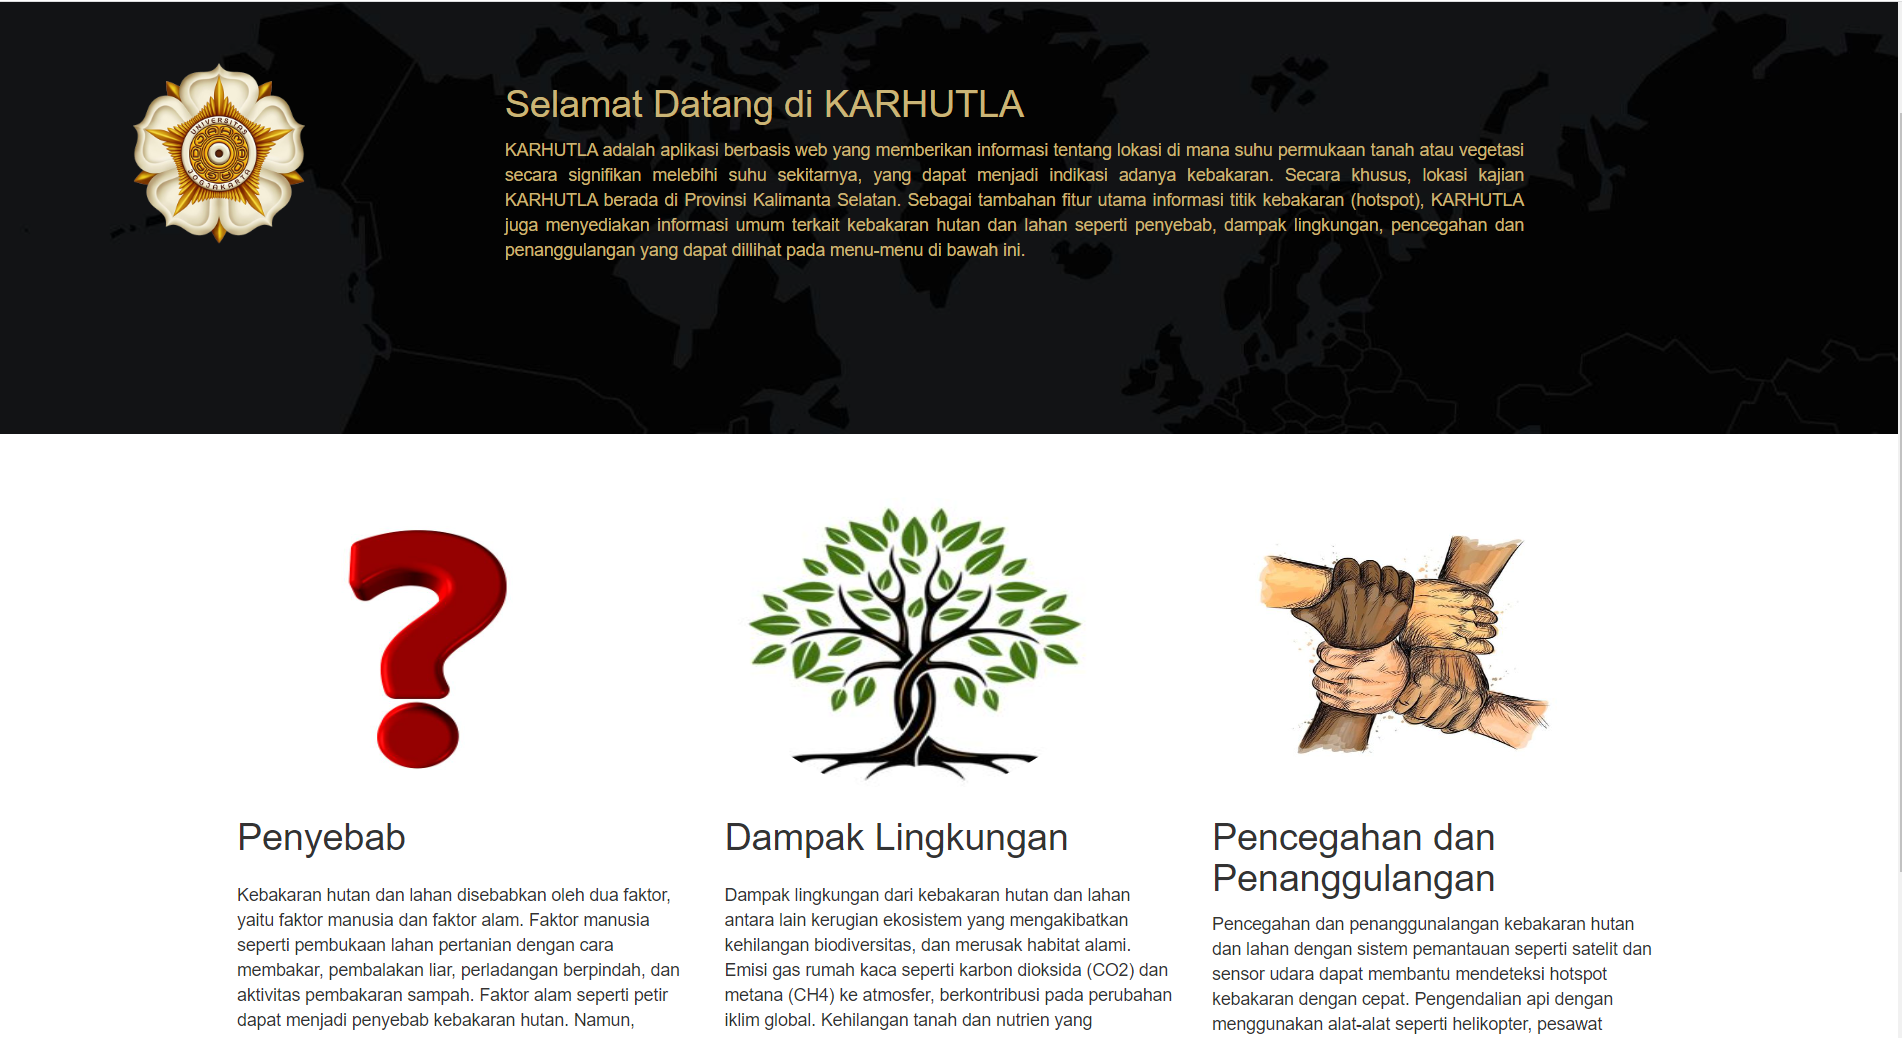 UNIVERSITAS
JOGJAKARTA
Selamat Datang di KARHUTLA
KARHUTLA adalah aplikasi berbasis web yang memberikan informasi tentang lokasi di mana suhu permukaan tanah atau vegetasi
secara signifikan melebihi suhu sekitarnya, yang dapat menjadi indikasi adanya kebakaran. Secara khusus, lokasi kajian
KARHUTLA berada di Provinsi Kalimanta Selatan. Sebagai tambahan fitur utama informasi titik kebakaran (hotspot), KARHUTLA
juga menyediakan informasi umum terkait kebakaran hutan dan lahan seperti penyebab, dampak lingkungan, pencegahan dan
penanggulangan yang dapat dillihat pada menu-menu di bawah ini.
Penyebab
Kebakaran hutan dan lahan disebabkan oleh dua faktor,
yaitu faktor manusia dan faktor alam. Faktor manusia
seperti pembukaan lahan pertanian dengan cara
membakar, pembalakan liar, perladangan berpindah, dan
aktivitas pembakaran sampah. Faktor alam seperti petir
dapat menjadi penyebab kebakaran hutan. Namun,
Dampak Lingkungan
Dampak lingkungan dari kebakaran hutan dan lahan
antara lain kerugian ekosistem yang mengakibatkan
kehilangan biodiversitas, dan merusak habitat alami.
Emisi gas rumah kaca seperti karbon dioksida (CO2) dan
metana (CH4) ke atmosfer, berkontribusi pada perubahan
iklim global. Kehilangan tanah dan nutrien yang
Pencegahan dan
Penanggulangan
Pencegahan dan penanggunalangan kebakaran hutan
dan lahan dengan sistem pemantauan seperti satelit dan
sensor udara dapat membantu mendeteksi hotspot
kebakaran dengan cepat. Pengendalian api dengan
menggunakan alat-alat seperti helikopter, pesawat